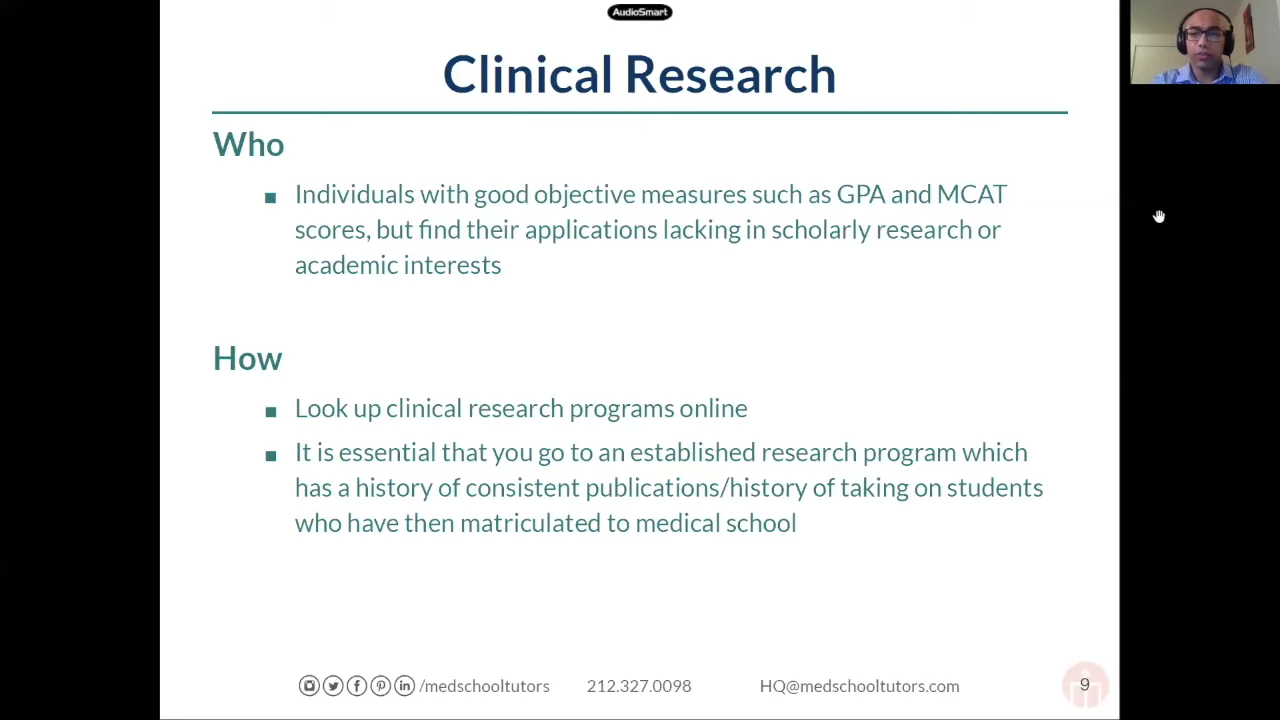 AudioSmart
Clinical Research
Who
Individuals with good objective measures such as GPA and MCAT
scores, but find their applications lacking in scholarly research or
academic interests
How
Look up clinical research programs online
It is essential that you go to an established research program which
has a history of consistent publications/history of taking on students
who have then matriculated to medical school
/medschooltutors 212.327.0098 HQ@medschooltutors.com 9